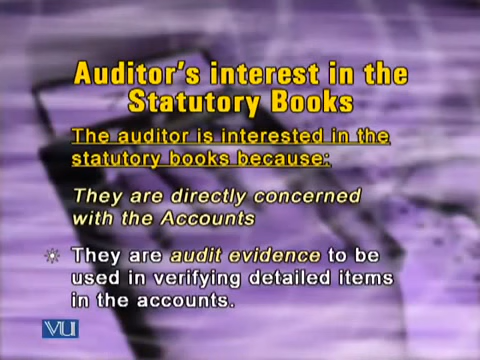 Auditor's interest in the
Statutory Books
The auditor is interested in the
statutory books because:
They are directly concerned
with the Accounts
They are audit evidence to be
used in verifying detailed items
in the accounts.
VU